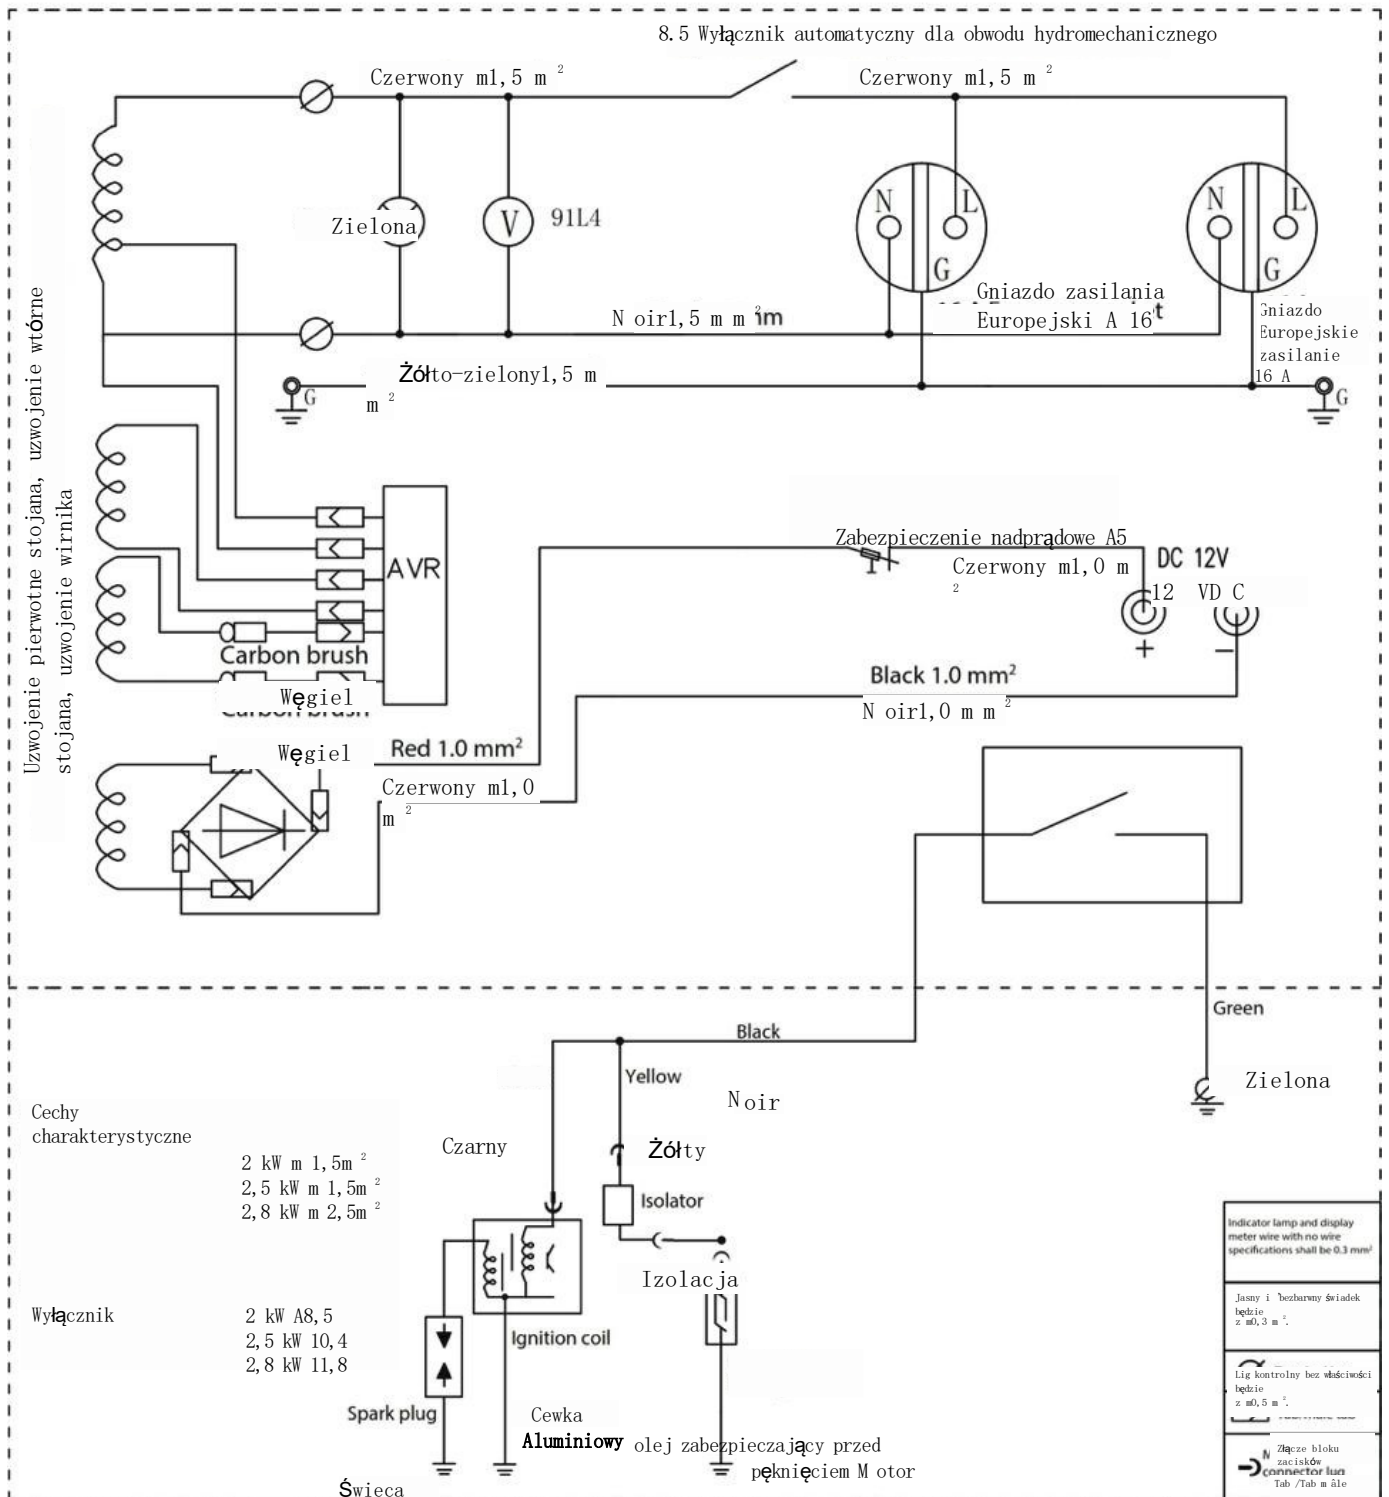 8.5 Wyłącznik automatyczny dla obwodu hydromechanicznego
Czerwony m1,5 m ²
Czerwony m1,5 m ²
Zielona
V
91L4
N
L
G
N
L
G
Gniazdo zasilania
Europejski A 16
Gniazdo
Europejskie
zasilanie
16 A
N oir1,5 m m ²
Żółto-zielony1,5 m
m ²
G
G
Uzwojenie pierwotne stojana, uzwojenie wtórne
stojana, uzwojenie wirnika
AVR
Zabezpieczenie nadprądowe A5
Czerwony m1,0 m
²
DC 12V
12 VD C
+
−
Carbon brush
Węgiel
Black 1.0 mm²
N oir1,0 m m ²
Węgiel
Red 1.0 mm²
Czerwony m1,0
m ²
Green
Black
Yellow
Zielona
Noir
Cechy
charakterystyczne
Czarny
Żółty
2 kW m 1,5m ²
2,5 kW m 1,5m ²
2,8 kW m 2,5m ²
Isolator
Izolacja
Wyłącznik
2 kW A8,5
2,5 kW 10,4
2,8 kW 11,8
Ignition coil
Spark plug
Cewka
Aluminiowy olej zabezpieczający przed
pęknięciem M otor
Świeca
Indicator lamp and display
meter wire with no wire
specifications shall be 0.3 mm²
Jasny i bezbarwny świadek
będzie
z m0,3 m ².
Lig kontrolny bez właściwości
będzie
z m0,5 m ².
Złącze bloku
zacisków
connector lug
Tab /Tab m âle